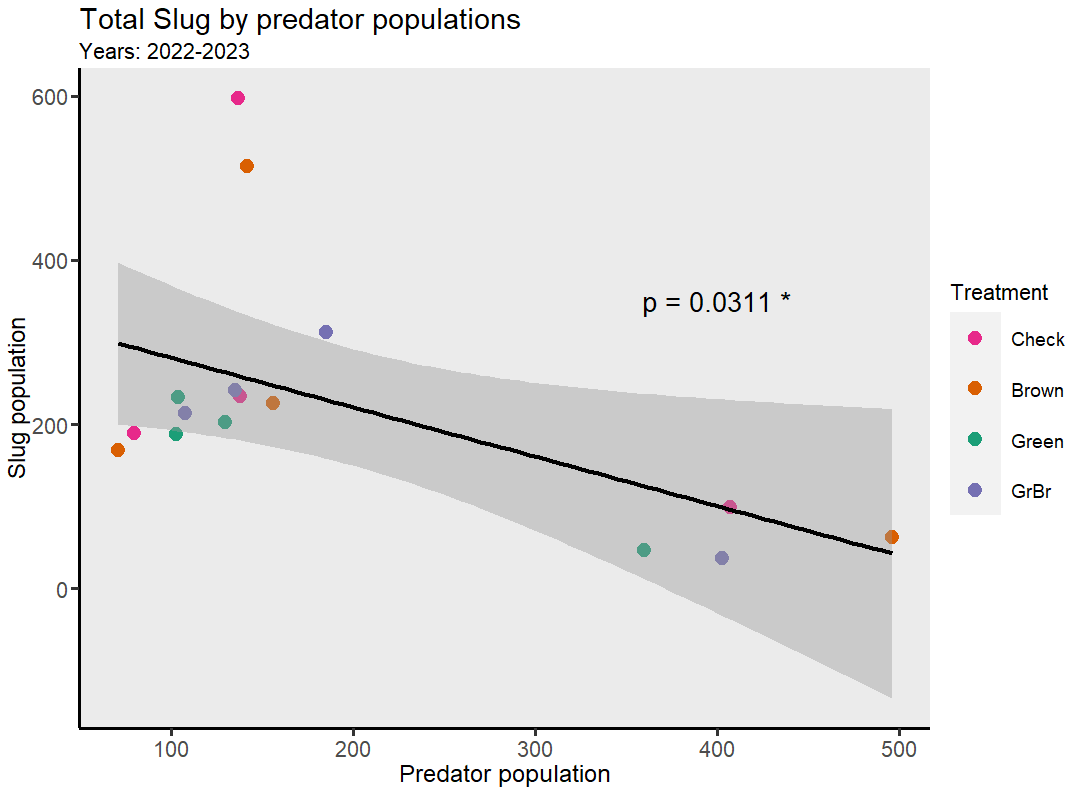 Total Slug by predator populations
Years: 2022-2023
600
400
200
0
Slug population
p = 0.0311 *
100
200
300
400
500
Predator population
Treatment
Check
Brown
Green
GrBr